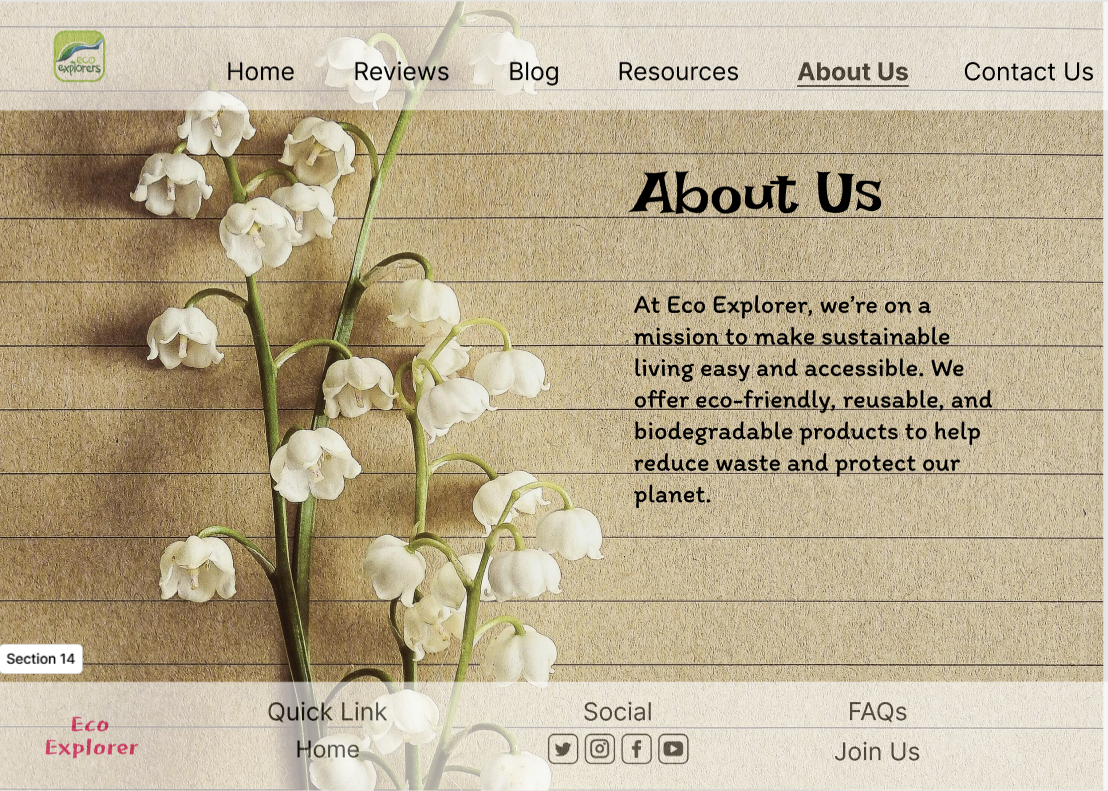 eco
explorers
Home Reviews Blog Resources About Us Contact Us
About Us
At Eco Explorer, we’re on a
mission to make sustainable
living easy and accessible. We
offer eco-friendly, reusable, and
biodegradable products to help
reduce waste and protect our
planet.
Section 14
Eco
Explorer
Quick Link
Home
Social
FAQs
Join Us